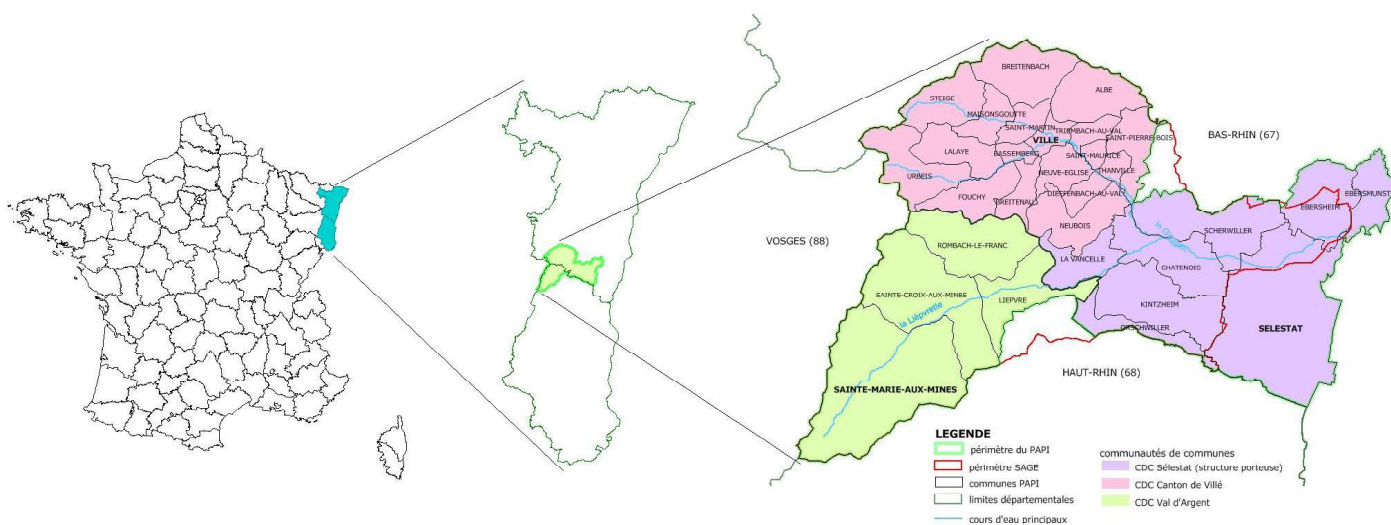 BREITENBACH
ALBE
STEIGE
MAISONSGOUTTE
SAINT-MARTIN
TRIEMBACH-AU-VAL
SAINT-PIERRE-BOIS
BAS-RHIN (67)
VILLE
LALAYE
BASSEMBERG
SAINT-MAURICE
URBEIS
NEUVE-EGLISE
THANVILLE
FOUCHY
DIEFFENBACH-AU-VAL
BREITENAU
EBERSMUNST
EBERSHEIM
NEUBOIS
SCHERWILLER
VOSGES (88)
ROMBACH-LE-FRANC
LA VANCELLE
CHATENOIS
SAINTE-CROIX-AUX-MINES
LIEPVRE
KINTZHEIM
la Lièpvrette
ORSCHWILLER
SELESTAT
HAUT-RHIN (68)
SAINTE-MARIE-AUX-MINES
LEGENDE
périmètre du PAPI
périmètre SAGE
communes PAPI
limites départementales
cours d'eau principaux
communautés de communes
CDC Sélestat (structure porteuse)
CDC Canton de Villé
CDC Val d'Argent